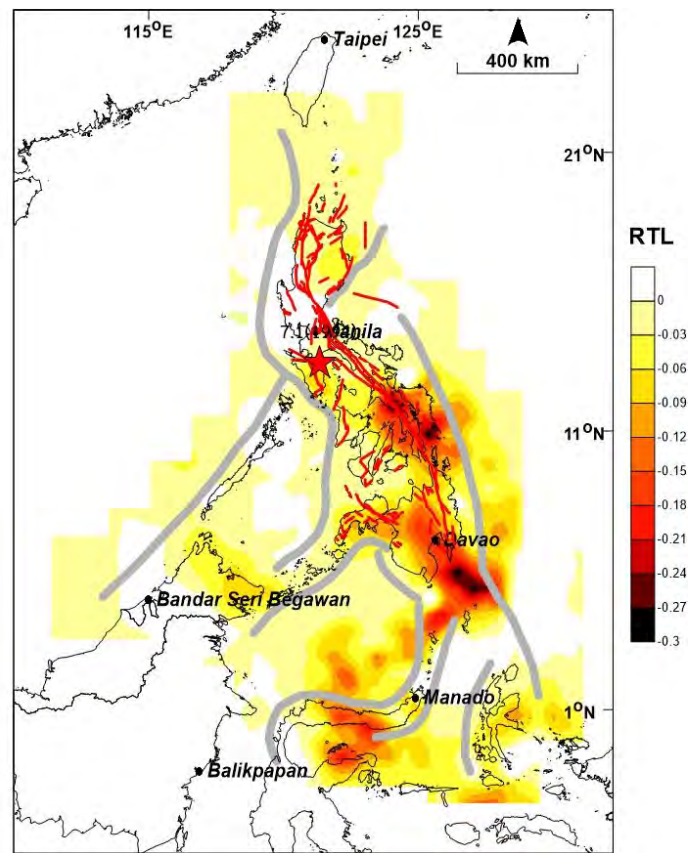 115°E
125°E
Taipei
400 km
21°N
RTL
0
-0.03
-0.06
-0.09
-0.12
-0.15
-0.18
-0.21
-0.24
-0.27
-0.3
Manila
11°N
Davao
Bandar Seri Begawan
Manado
1°N
Balikpapan